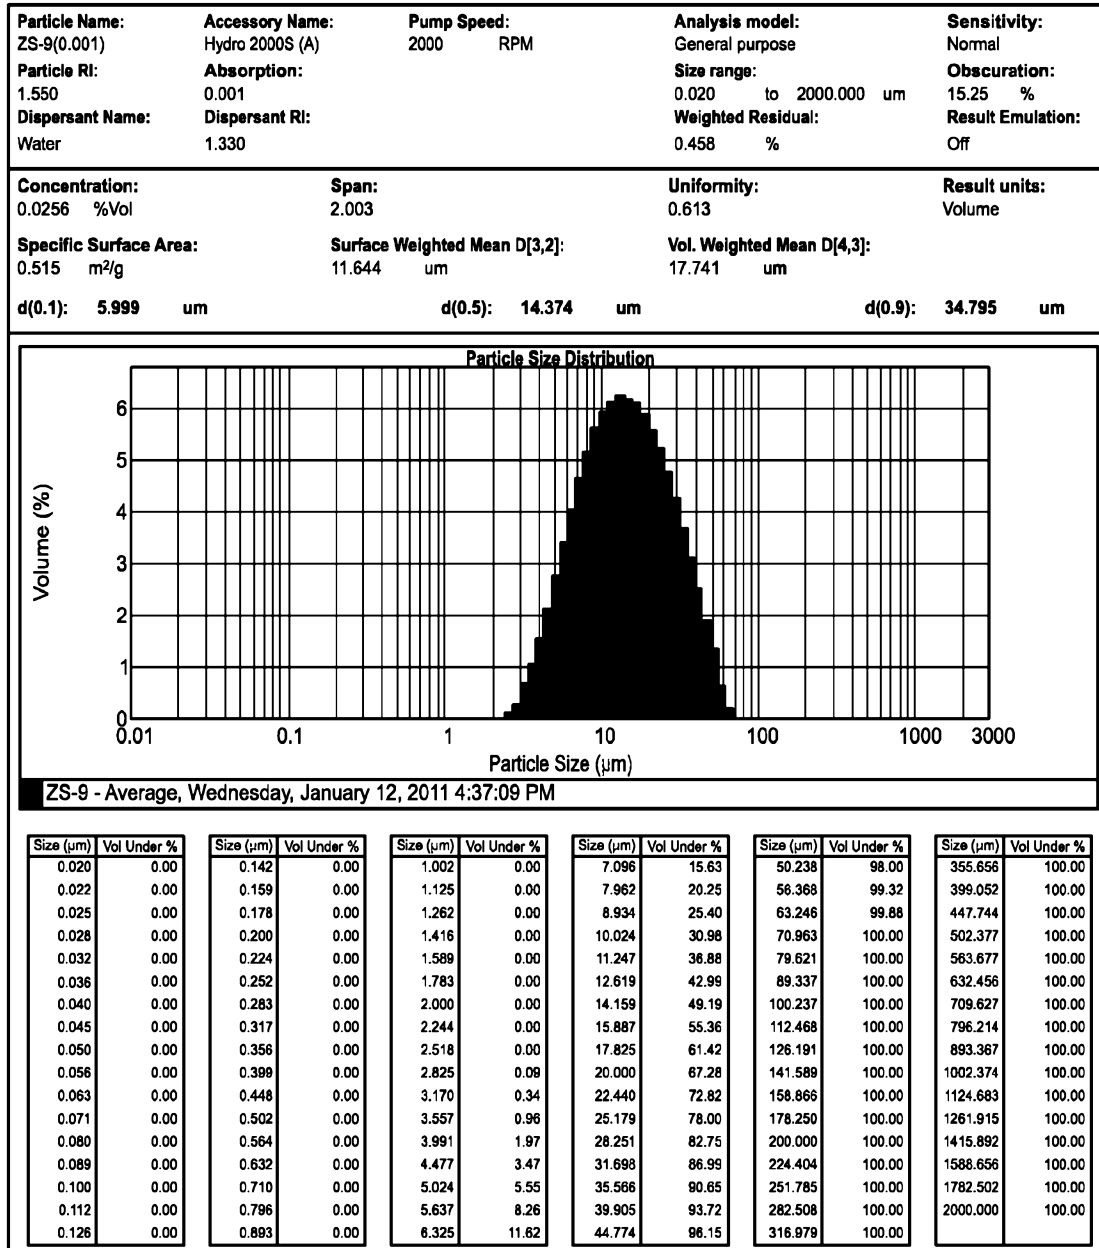 Particle Name: Accessory Name: Pump Speed: Analysis model: Sensitivity:
ZS-9(0.001) Hydro 2000S (A) 2000 RPM General purpose Normal
Particle RI: Absorption: Size range: Obscuration:
1.550 0.001 0.020 to 2000.000 um 15.25 %
Dispersant Name: Dispersant RI: Weighted Residual: Result Emulation:
Water 1.330 0.458 % Off
Concentration: Span: Uniformity: Result units:
0.0256 %Vol 2.003 0.613 Volume
Specific Surface Area: Surface Weighted Mean D[3,2]: Vol. Weighted Mean D[4,3]:
0.515 m²/g 11.644 um 17.741 um
d(0.1): 5.999 um d(0.5): 14.374 um d(0.9): 34.795 um
Particle Size Distribution
Volume (%)
6
5
4
3
2
1
0
0.01 0.1 1 10 100 1000 3000
Particle Size (µm)
ZS-9 - Average, Wednesday, January 12, 2011 4:37:09 PM
Size (µm) Vol Under % Size (µm) Vol Under % Size (µm) Vol Under % Size (µm) Vol Under % Size (µm) Vol Under % Size (µm) Vol Under %
0.020 0.00 0.142 0.00 1.002 0.00 7.096 15.63 50.238 98.00 355.656 100.00
0.022 0.00 0.159 0.00 1.125 0.00 7.962 20.25 56.368 99.32 399.052 100.00
0.025 0.00 0.178 0.00 1.262 0.00 8.934 25.40 63.246 99.88 447.744 100.00
0.028 0.00 0.200 0.00 1.416 0.00 10.024 30.98 70.963 100.00 502.377 100.00
0.032 0.00 0.224 0.00 1.589 0.00 11.247 36.88 79.621 100.00 563.677 100.00
0.036 0.00 0.252 0.00 1.783 0.00 12.619 42.99 89.337 100.00 632.456 100.00
0.040 0.00 0.283 0.00 2.000 0.00 14.159 49.19 100.237 100.00 709.627 100.00
0.045 0.00 0.317 0.00 2.244 0.00 15.887 55.36 112.468 100.00 796.214 100.00
0.050 0.00 0.356 0.00 2.518 0.00 17.825 61.42 126.191 100.00 893.367 100.00
0.056 0.00 0.399 0.00 2.825 0.09 20.000 67.28 141.589 100.00 1002.374 100.00
0.063 0.00 0.448 0.00 3.170 0.34 22.440 72.82 158.866 100.00 1124.683 100.00
0.071 0.00 0.502 0.00 3.557 0.96 25.179 78.00 178.250 100.00 1261.915 100.00
0.080 0.00 0.564 0.00 3.991 1.97 28.251 82.75 200.000 100.00 1415.892 100.00
0.089 0.00 0.632 0.00 4.477 3.47 31.698 86.99 224.404 100.00 1588.656 100.00
0.100 0.00 0.710 0.00 5.024 5.55 35.566 90.65 251.785 100.00 1782.502 100.00
0.112 0.00 0.796 0.00 5.637 8.26 39.905 93.72 282.508 100.00 2000.000 100.00
0.126 0.00 0.893 0.00 6.325 11.62 44.774 96.15 316.979 100.00